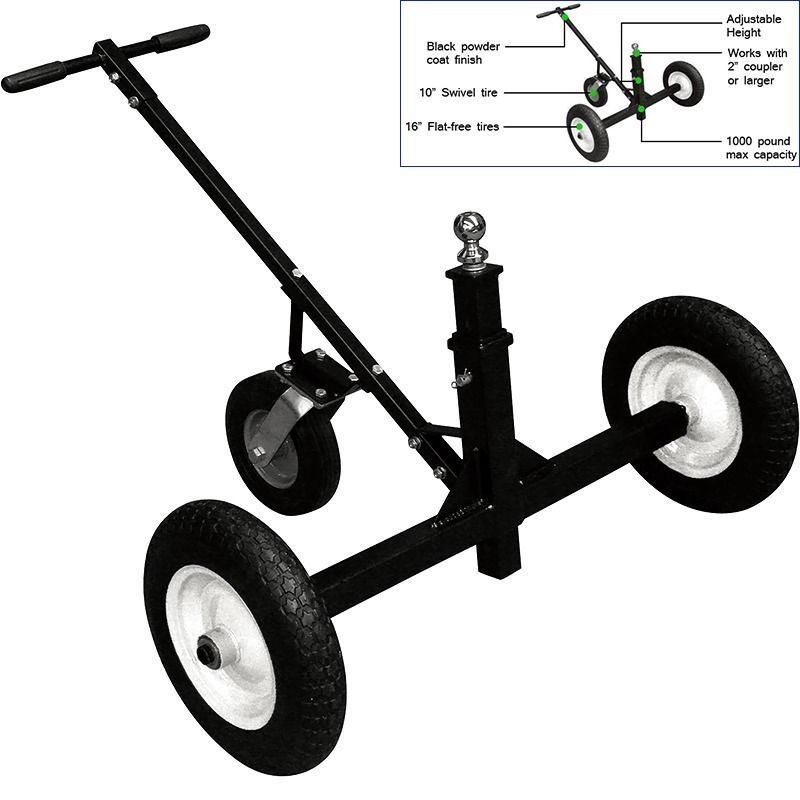 Black powder
coat finish
10" Swivel tire
16" Flat-free tires
Adjustable
Height
Works with
2" coupler
or larger
1000 pound
max capacity